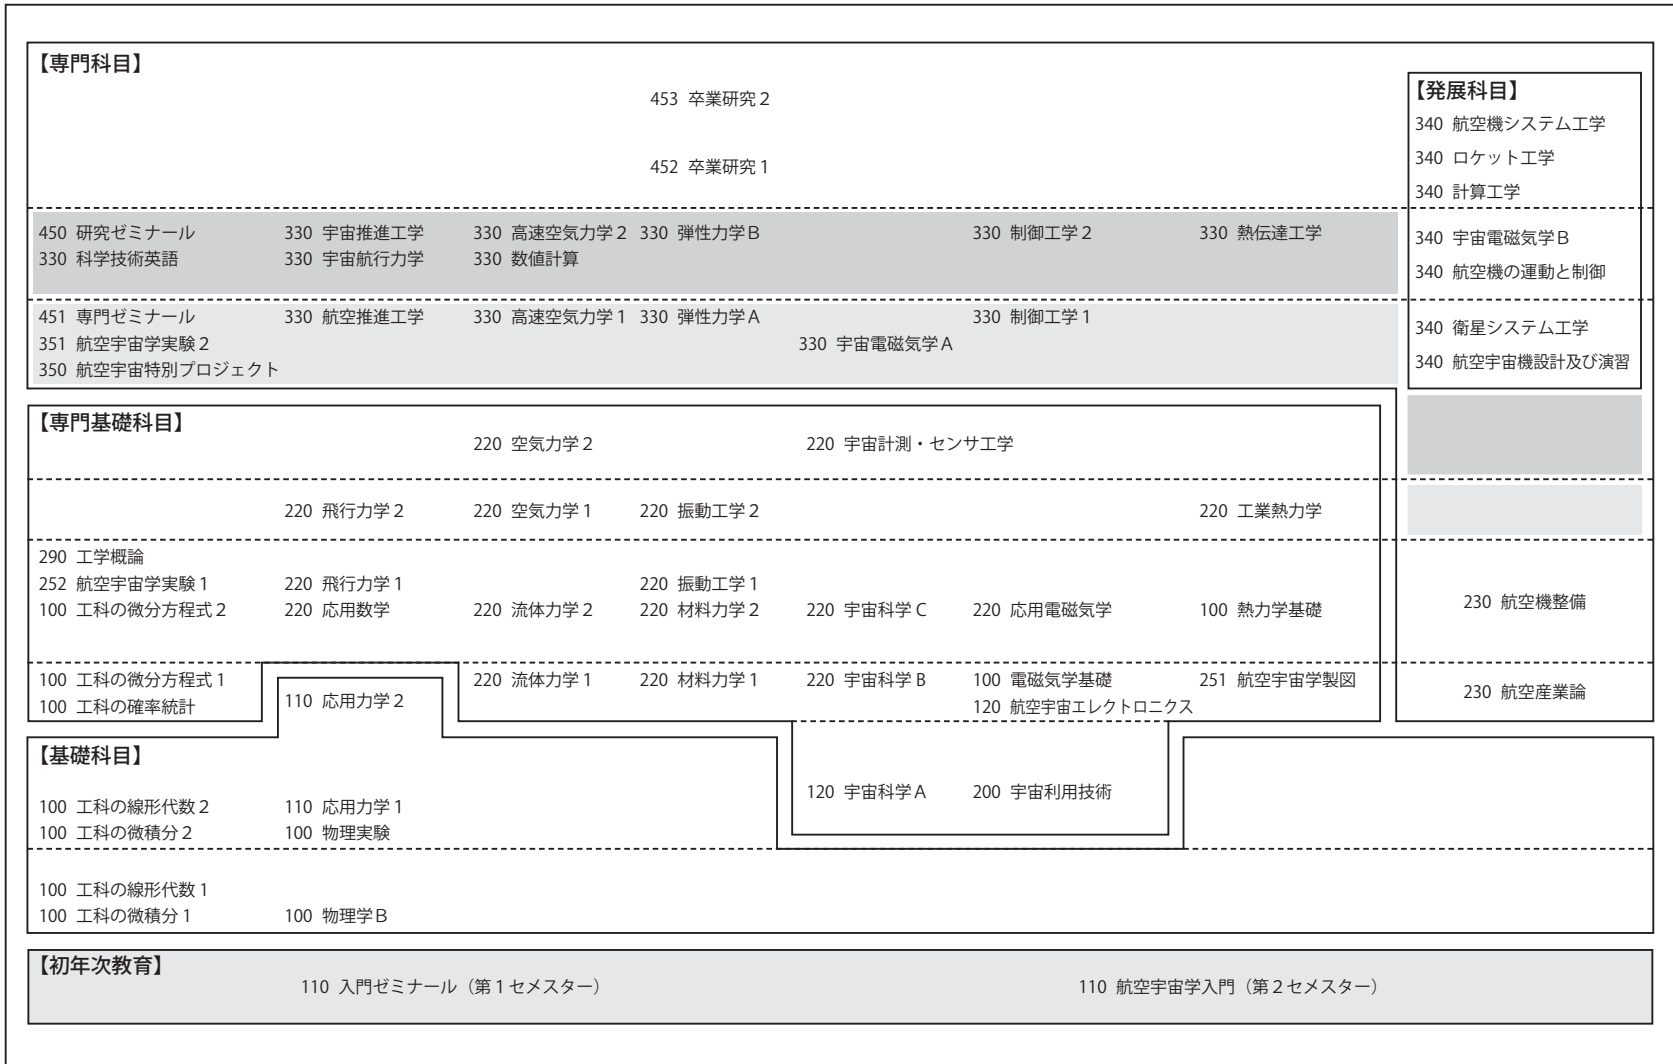 【専門科目】
453 卒業研究２
452 卒業研究１
450 研究ゼミナール 330 宇宙推進工学 330 高速空気力学２ 330 弾性力学Ｂ 330 制御工学２ 330 熱伝達工学
330 科学技術英語 330 宇宙航行力学 330 数値計算
451 専門ゼミナール 330 航空推進工学 330 高速空気力学１ 330 弾性力学Ａ 330 制御工学１
351 航空宇宙学実験２ 330 宇宙電磁気学Ａ
350 航空宇宙特別プロジェクト
【発展科目】
340 航空機システム工学
340 ロケット工学
340 計算工学
340 宇宙電磁気学Ｂ
340 航空機の運動と制御
340 衛星システム工学
340 航空宇宙機設計及び演習
【専門基礎科目】
220 空気力学２ 220 宇宙計測・センサ工学
220 飛行力学２ 220 空気力学１ 220 振動工学２ 220 工業熱力学
290 工学概論
252 航空宇宙学実験１ 220 飛行力学１ 220 振動工学１
100 工科の微分方程式２ 220 応用数学 220 流体力学２ 220 材料力学２ 220 宇宙科学Ｃ 220 応用電磁気学 100 熱力学基礎
230 航空機整備
100 工科の微分方程式１ 220 流体力学１ 220 材料力学１ 220 宇宙科学Ｂ 100 電磁気学基礎 251 航空宇宙学製図
110 応用力学２
230 航空産業論
100 工科の確率統計 120 航空宇宙エレクトロニクス
【基礎科目】
120 宇宙科学Ａ 200 宇宙利用技術
100 工科の線形代数２ 110 応用力学１
100 工科の微積分２ 100 物理実験
100 工科の線形代数１
100 工科の微積分１ 100 物理学Ｂ
【初年次教育】
110 入門ゼミナール（第１セメスター） 110 航空宇宙学入門（第２セメスター）